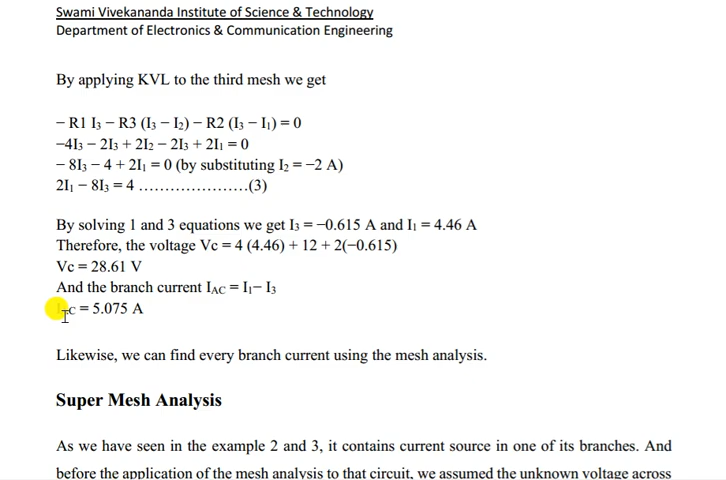 Swami Vivekananda Institute of Science & Technology
Department of Electronics & Communication Engineering
By applying KVL to the third mesh we get
− R1 I₃ − R3 (I₃ − I₂) − R2 (I₃ − I₁) = 0
−4I₃ − 2I₃ + 2I₂ − 2I₃ + 2I₁ = 0
− 8I₃ − 4 + 2I₁ = 0 (by substituting I₂ = −2 A)
2I₁ − 8I₃ = 4 …………………(3)
By solving 1 and 3 equations we get I₃ = −0.615 A and I₁ = 4.46 A
Therefore, the voltage Vc = 4 (4.46) + 12 + 2(−0.615)
Vc = 28.61 V
And the branch current IAC = I₁− I₃
= 5.075 A
Likewise, we can find every branch current using the mesh analysis.
Super Mesh Analysis
As we have seen in the example 2 and 3, it contains current source in one of its branches. And
before the application of the mesh analysis to that circuit, we assumed the unknown voltage across